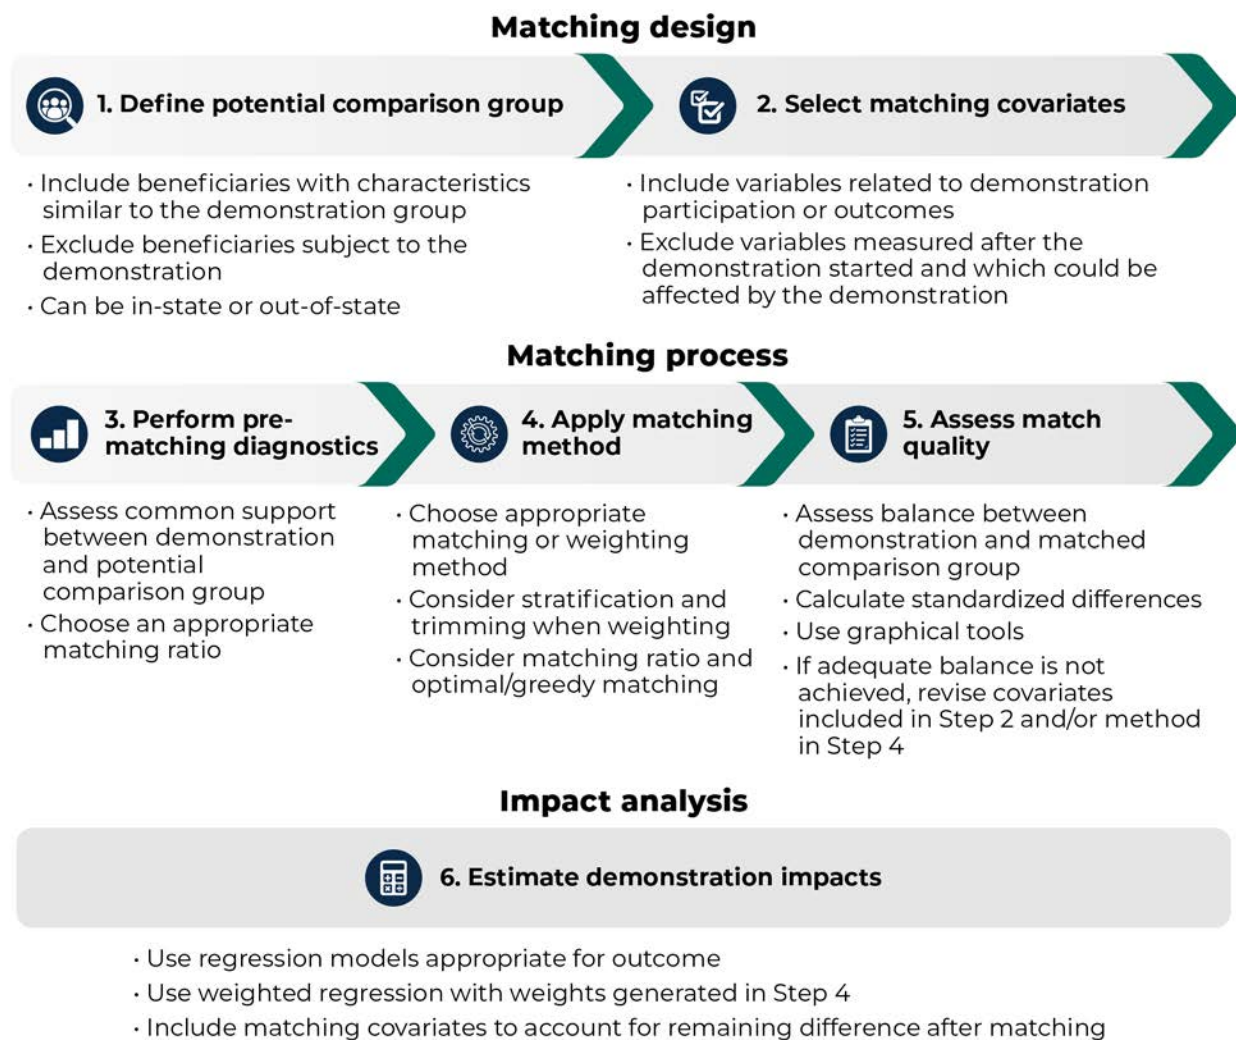 Matching design
1. Define potential comparison group
· Include beneficiaries with characteristics
similar to the demonstration group
· Exclude beneficiaries subject to the
demonstration
· Can be in-state or out-of-state
2. Select matching covariates
· Include variables related to demonstration
participation or outcomes
· Exclude variables measured after the
demonstration started and which could be
affected by the demonstration
Matching process
3. Perform pre-
matching diagnostics
· Assess common support
between demonstration
and potential
comparison group
· Choose an appropriate
matching ratio
4. Apply matching
method
· Choose appropriate
matching or weighting
method
· Consider stratification and
trimming when weighting
· Consider matching ratio and
optimal/greedy matching
5. Assess match
quality
· Assess balance between
demonstration and matched
comparison group
· Calculate standardized differences
· Use graphical tools
· If adequate balance is not
achieved, revise covariates
included in Step 2 and/or method
in Step 4
Impact analysis
6. Estimate demonstration impacts
· Use regression models appropriate for outcome
· Use weighted regression with weights generated in Step 4
· Include matching covariates to account for remaining difference after matching